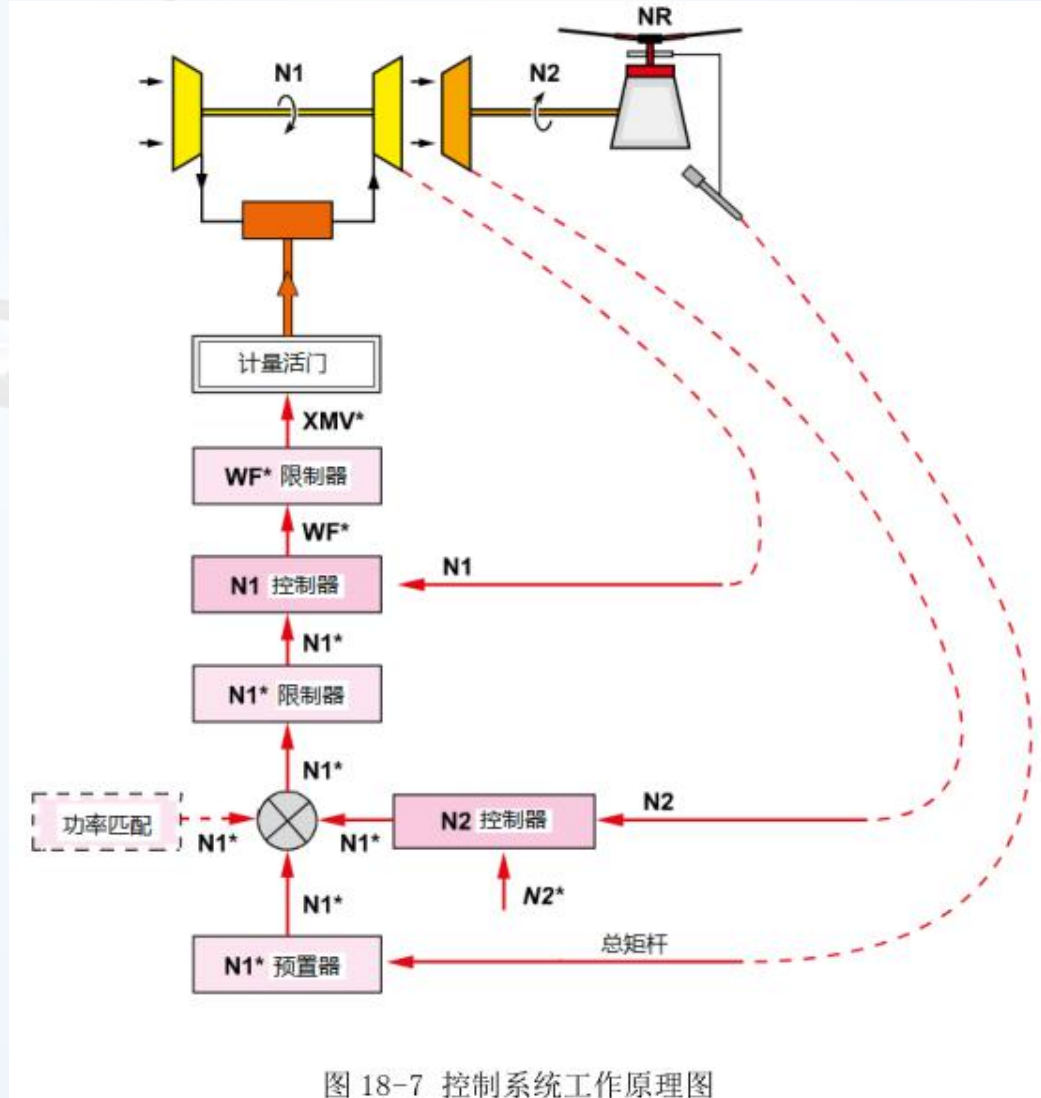 NR
N1
N2
计量活门
XMV*
WF* 限制器
WF*
N1 控制器
N1
N1*
N1* 限制器
N1*
功率匹配
N1*
N1*
N2 控制器
N2
N1*
N2*
N1* 预置器
总矩杆
图 18-7 控制系统工作原理图